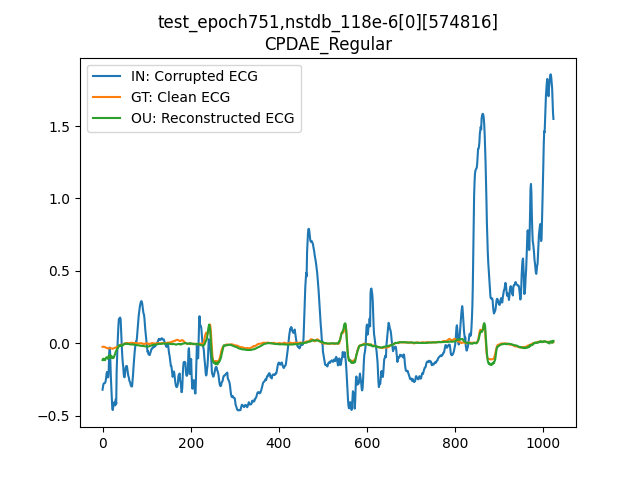 test_epoch751,nstdb_118e-6[0][574816]
CPDAE_Regular
IN: Corrupted ECG
GT: Clean ECG
OU: Reconstructed ECG
1.5
1.0
0.5
0.0
−0.5
0 200 400 600 800 1000